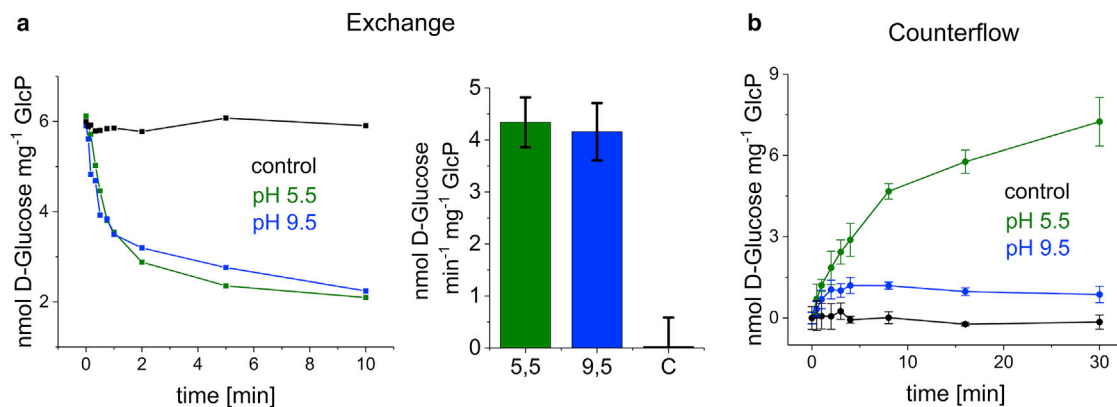 a
Exchange
nmol D-Glucose mg⁻¹ GlcP
6
4
2
control
pH 5.5
pH 9.5
0 2 4 6 8 10
time [min]
nmol D-Glucose
min⁻¹ mg⁻¹ GlcP
5
4
3
2
1
0
5,5 9,5 C
b
Counterflow
nmol D-Glucose mg⁻¹ GlcP
9
6
3
0
control
pH 5.5
pH 9.5
0 10 20 30
time [min]